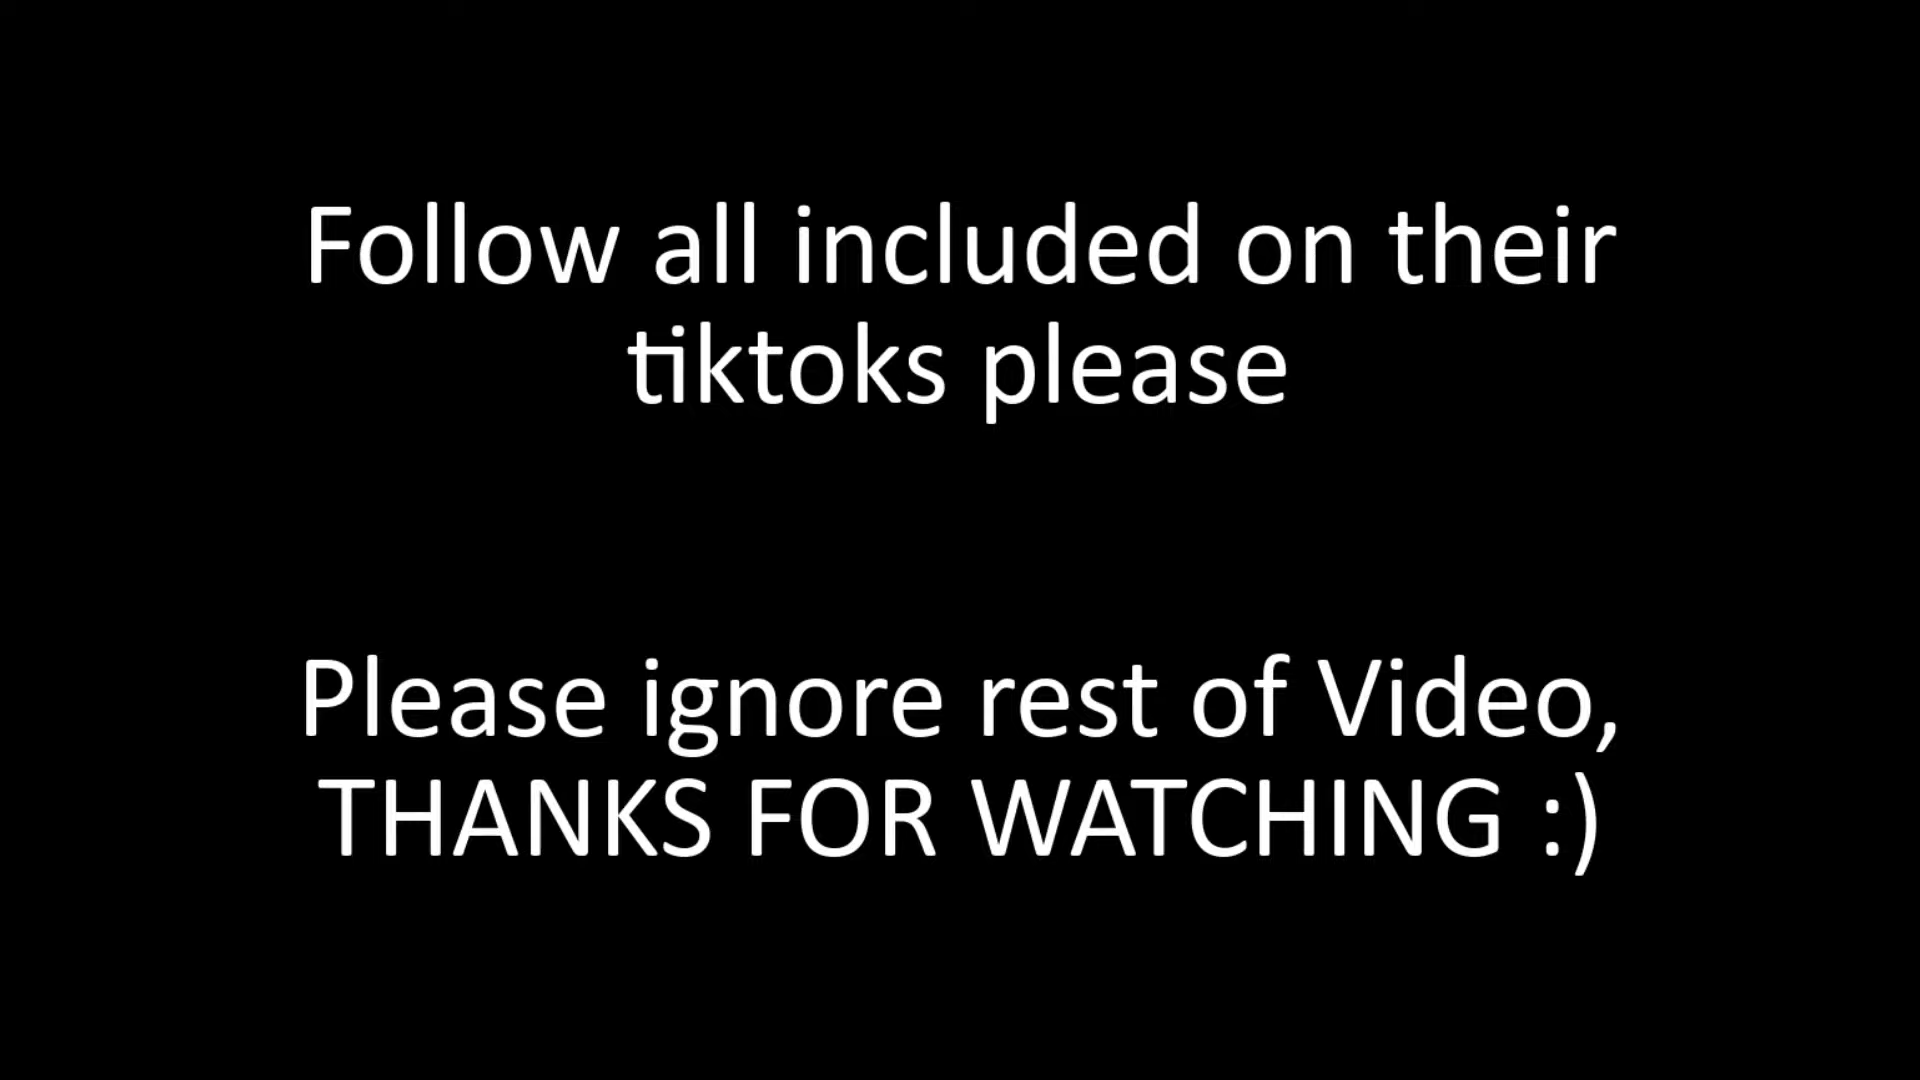 Follow all included on their
tiktoks please
Please ignore rest of Video,
THANKS FOR WATCHING :)